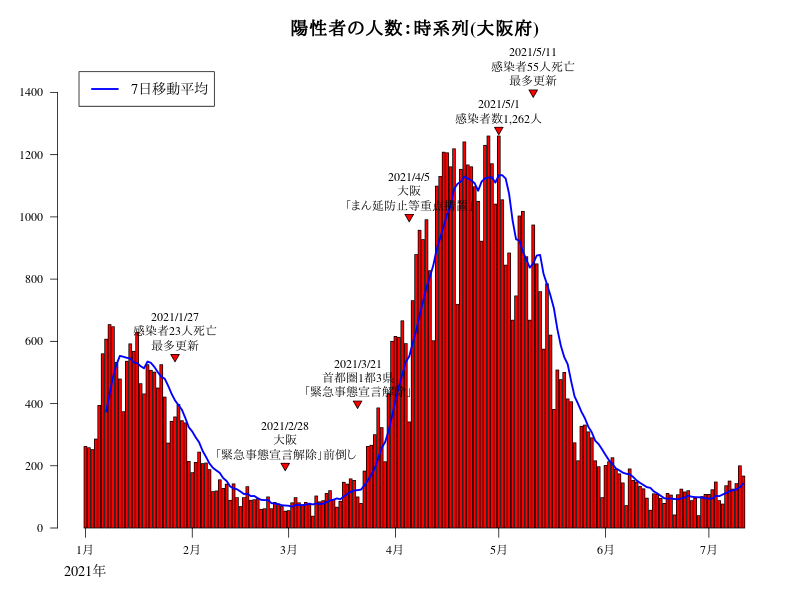 陽性者の人数:時系列(大阪府)
7日移動平均
2021/5/11
感染者55人死亡
最多更新
2021/5/1
感染者数1,262人
2021/4/5
大阪
「まん延防止等重点措置」
2021/1/27
感染者23人死亡
最多更新
2021/3/21
首都圏1都3県
「緊急事態宣言解除」
2021/2/28
大阪
「緊急事態宣言解除」前倒し
1400
1200
1000
800
600
400
200
0
1月
2月
3月
4月
5月
6月
7月
2021年